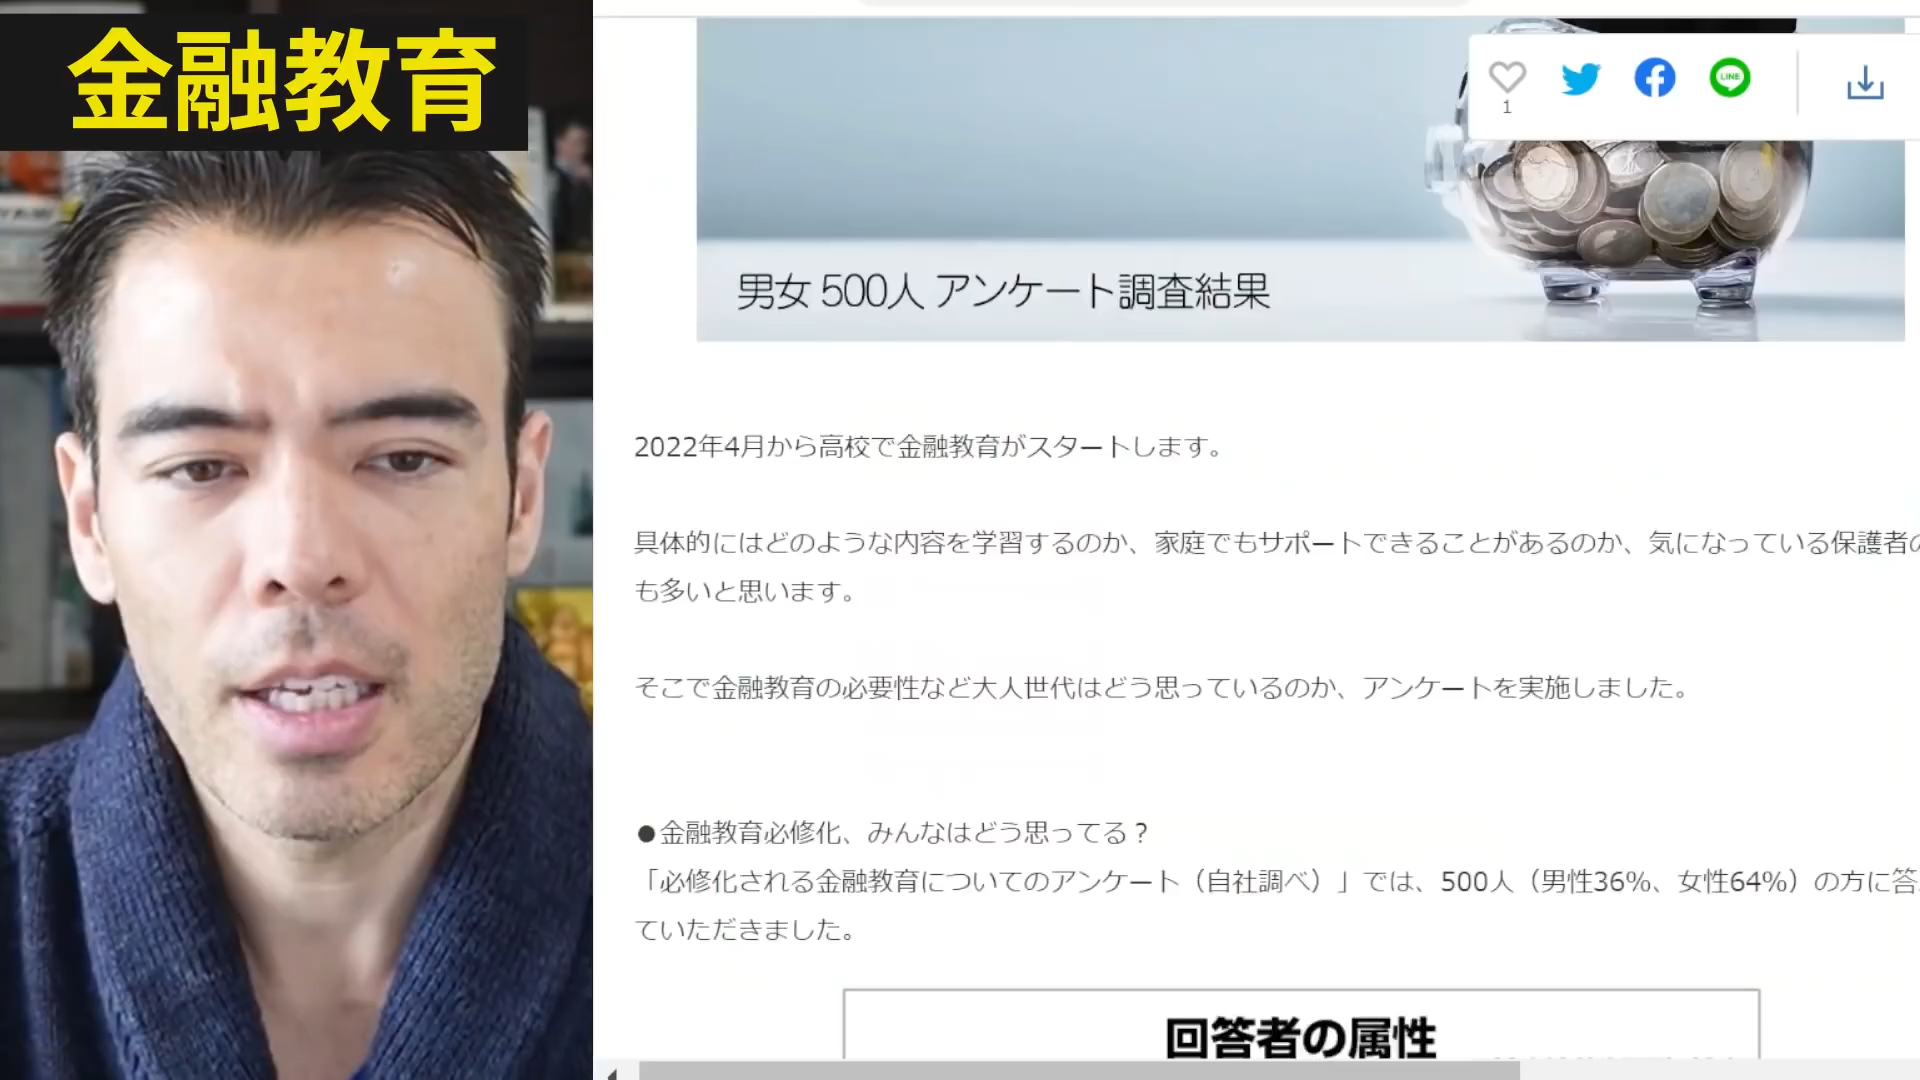 金融教育
1
LINE
男女 500人 アンケート調査結果
2022年4月から高校で金融教育がスタートします。
具体的にはどのような内容を学習するのか、家庭でもサポートできることがあるのか、気になっている保護者の
も多いと思います。
そこで金融教育の必要性など大人世代はどう思っているのか、アンケートを実施しました。
●金融教育必修化、みんなはどう思ってる？
「必修化される金融教育についてのアンケート（自社調べ）」では、500人（男性36%、女性64%）の方に答
ていただきました。
回答者の属性